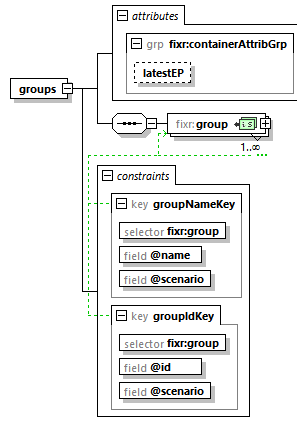 attributes
grp fixr:containerAttribGrp
latestEP
groups
fixr:group
1..∞
constraints
key groupNameKey
selector fixr:group
field @name
field @scenario
key groupIdKey
selector fixr:group
field @id
field @scenario